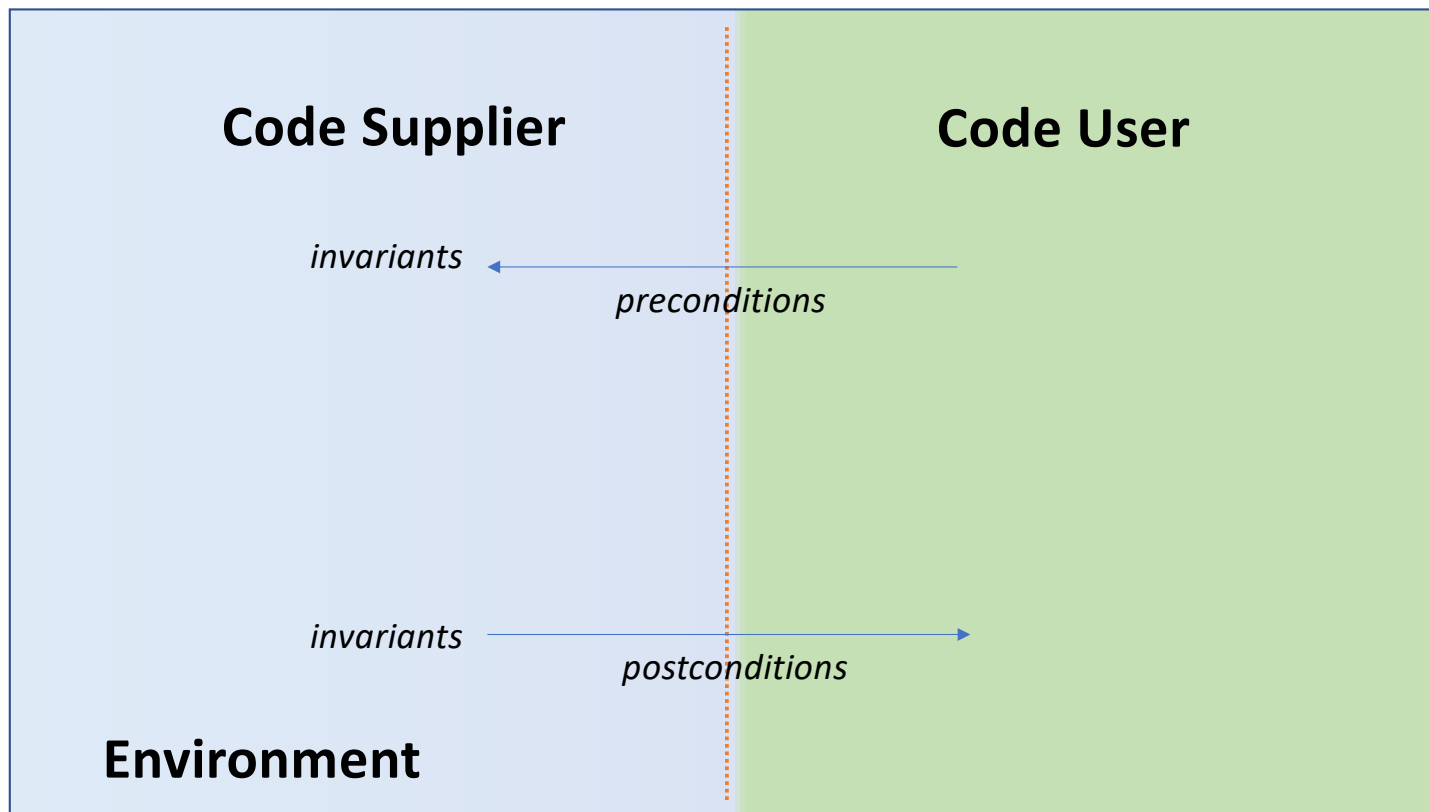 Code Supplier
Code User
invariants
preconditions
invariants
postconditions
Environment